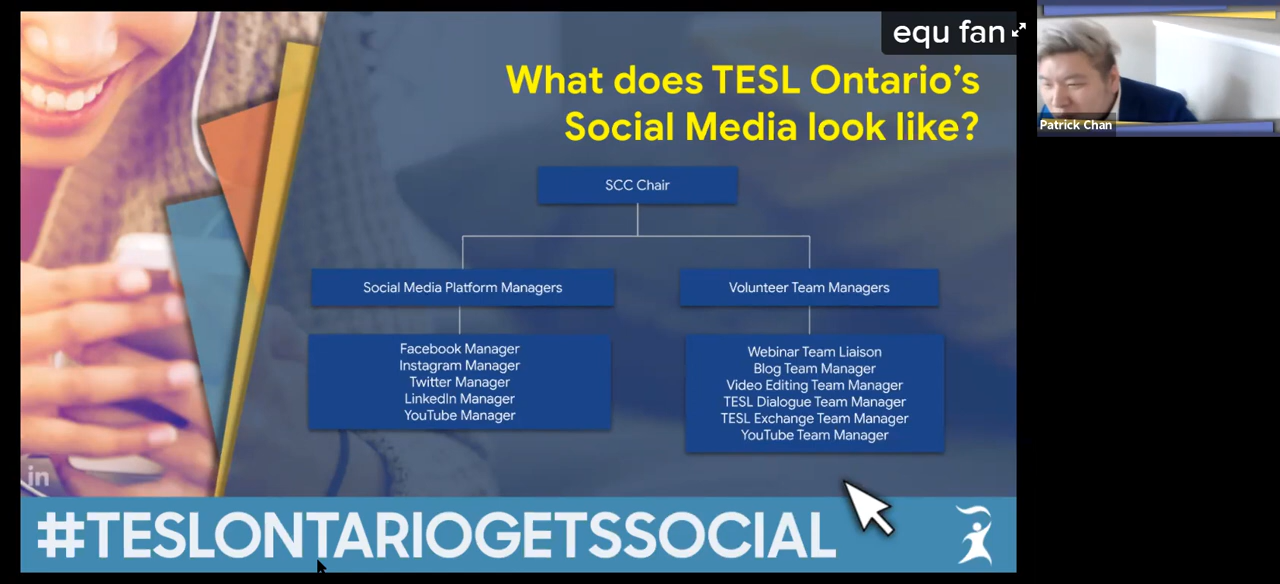 equ fan
What does TESL Ontario's
Social Media look like?
SCC Chair
Social Media Platform Managers
Volunteer Team Managers
Facebook Manager
Instagram Manager
Twitter Manager
LinkedIn Manager
YouTube Manager
Webinar Team Liaison
Blog Team Manager
Video Editing Team Manager
TESL Dialogue Team Manager
TESL Exchange Team Manager
YouTube Team Manager
in
#TESLONTARIOGETSSOCIAL
Patrick Chan